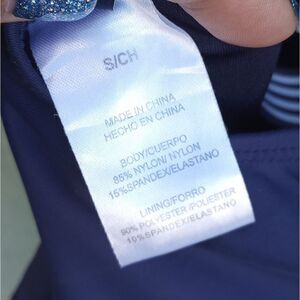 S/CH
MADE IN CHINA
HECHO EN CHINA
BODY/CUERPO
85% NYLON/ NYLON
15%SPANDEX/ELASTANO
LINING/FORRO
90% POLYESTER /POLIESTER
10%SPANDEX/ELASTANO